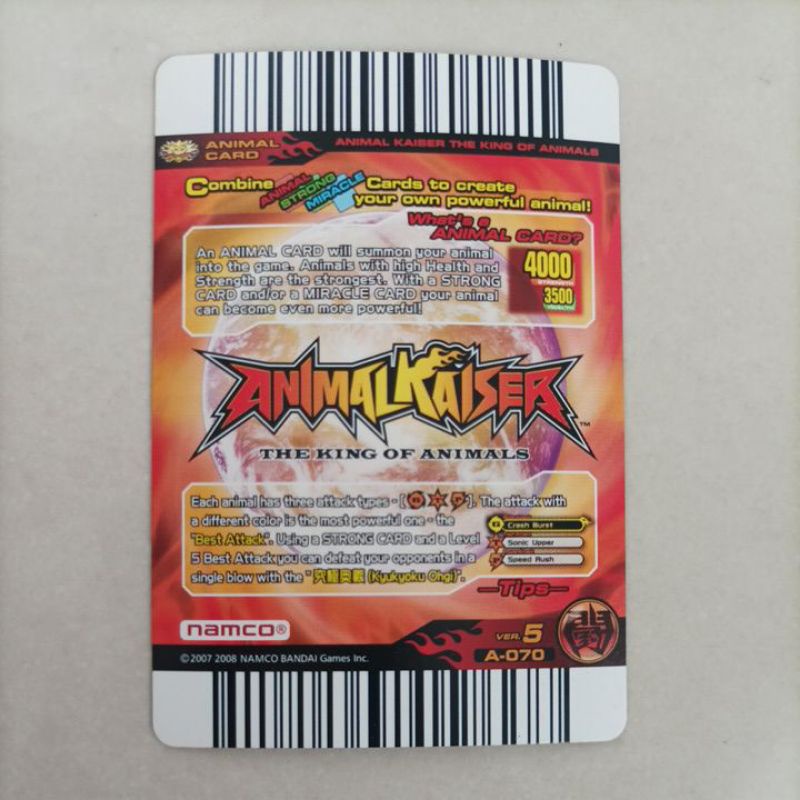 ANIMAL
CARD
ANIMAL KAISER THE KING OF ANIMALS
Combine ANIMAL STRONG MIRACLE Cards to create
your own powerful animal!
What's a
ANIMAL CARD?
An ANIMAL CARD will summon your animal
into the game. Animals with high Health and
Strength are the strongest. With a STRONG
CARD and/or a MIRACLE CARD your animal
can become even more powerful!
4000
STRENGTH
3500
HEALTH
ANIMAL KAISER
TM
THE KING OF ANIMALS
Each animal has three attack types - [ ]. The attack with
a different color is the most powerful one - the
"Best Attack". Using a STRONG CARD and a Level
5 Best Attack you can defeat your opponents in a
single blow with the "究極奥義 (Kyukyoku Ohgi)".
Crash Burst
Sonic Upper
Speed Rush
Tips
namco®
VER. 5
A-070
©2007 2008 NAMCO BANDAI Games Inc.